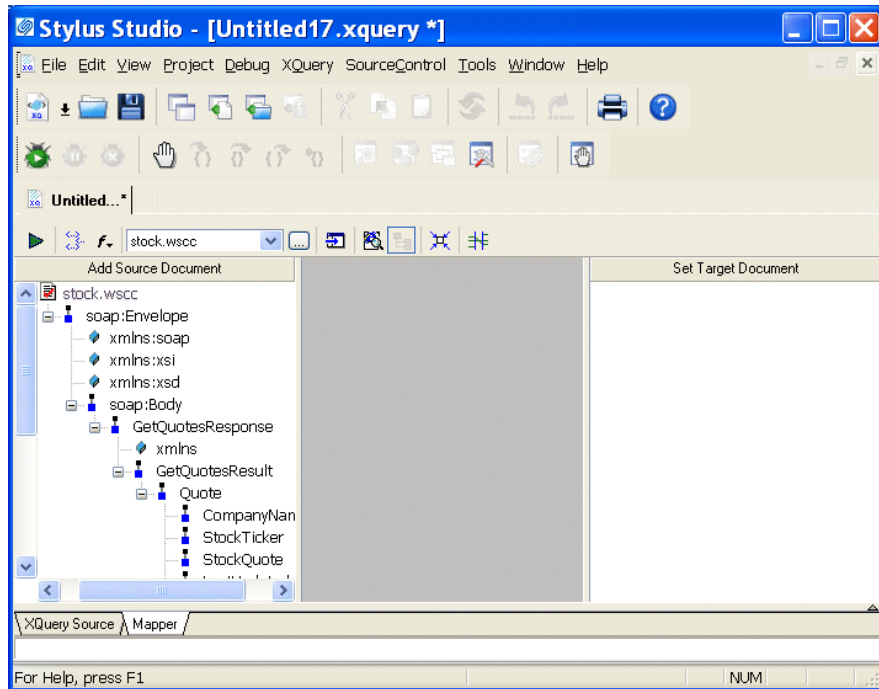 Stylus Studio - [Untitled17.xquery *]
File Edit View Project Debug XQuery SourceControl Tools Window Help
Untitled...*
stock.wscc
Add Source Document
Set Target Document
stock.wscc
soap:Envelope
xmlns:soap
xmlns:xsi
xmlns:xsd
soap:Body
GetQuotesResponse
xmlns
GetQuotesResult
Quote
CompanyNan
StockTicker
StockQuote
XQuery Source Mapper
For Help, press F1 NUM